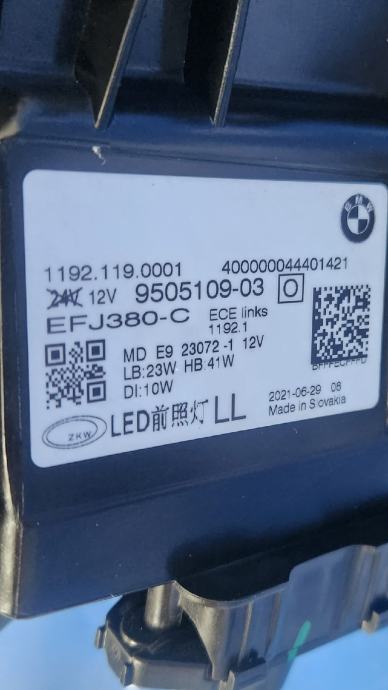 BMW
1192.119.0001 400000044401421
24V 12V 9505109-03
EFJ380-C ECE links
1192.1
MD E9 23072 -1 12V
LB:23W HB:41W
DI:10W
2021-06-29 06
Made in Slovakia
ZKW LED前照灯 LL